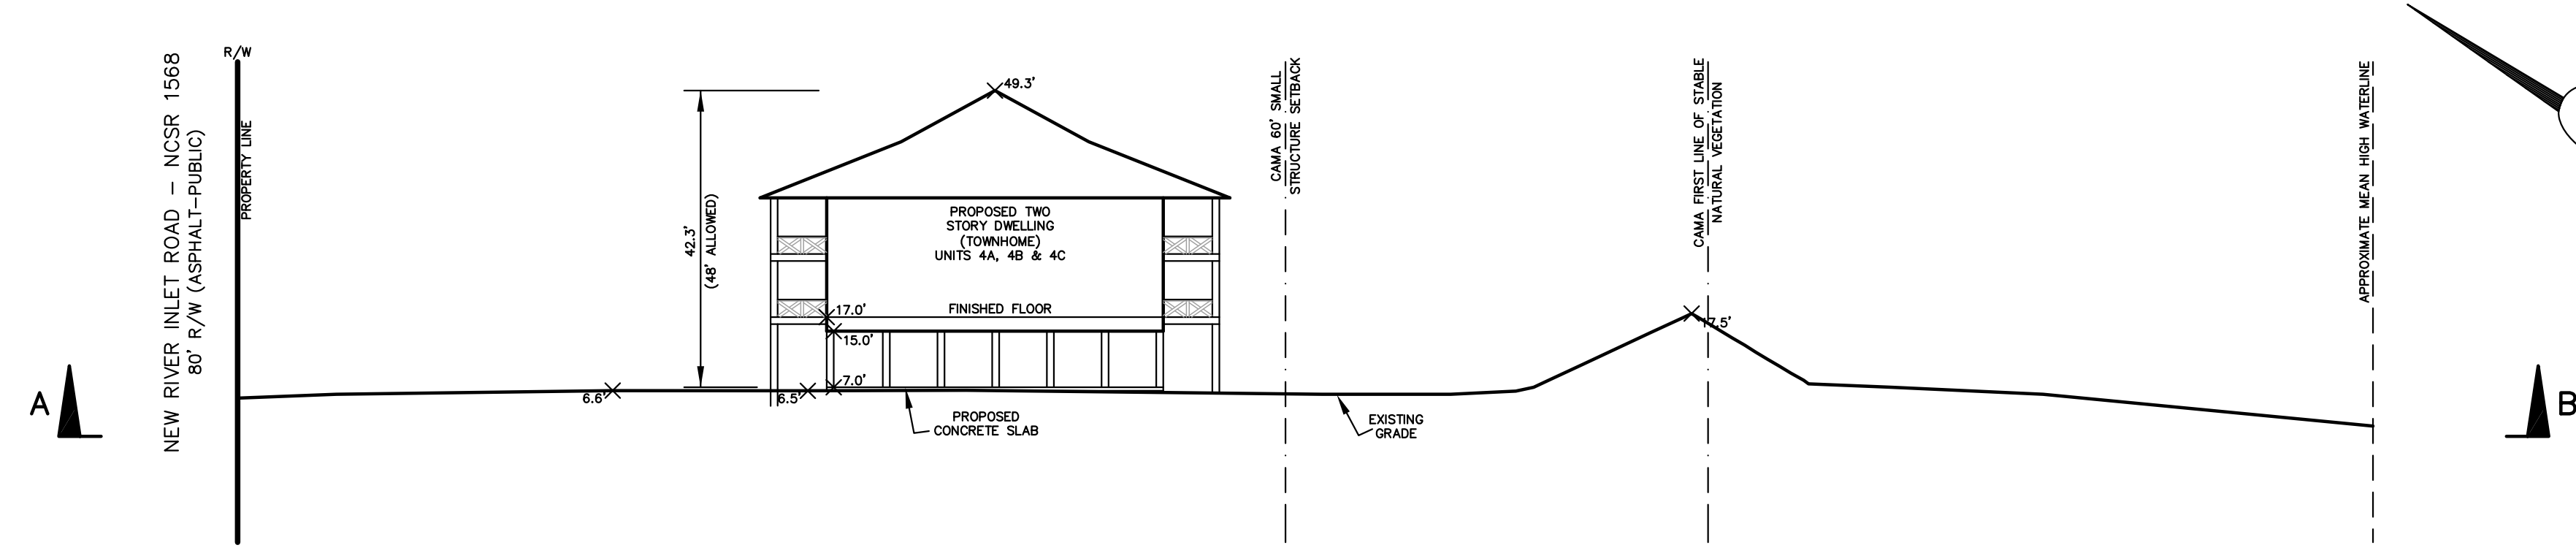 NEW RIVER INLET ROAD - NCSR 1568
80' R/W (ASPHALT-PUBLIC)
R/W
PROPERTY LINE
A
49.3'
42.3'
(48' ALLOWED)
PROPOSED TWO
STORY DWELLING
(TOWNHOME)
UNITS 4A, 4B & 4C
17.0'
FINISHED FLOOR
15.0'
7.0'
6.6'
6.5'
PROPOSED
CONCRETE SLAB
CAMA 60' SMALL
STRUCTURE SETBACK
EXISTING
GRADE
CAMA FIRST LINE OF STABLE
NATURAL VEGETATION
17.5'
APPROXIMATE MEAN HIGH WATERLINE
B